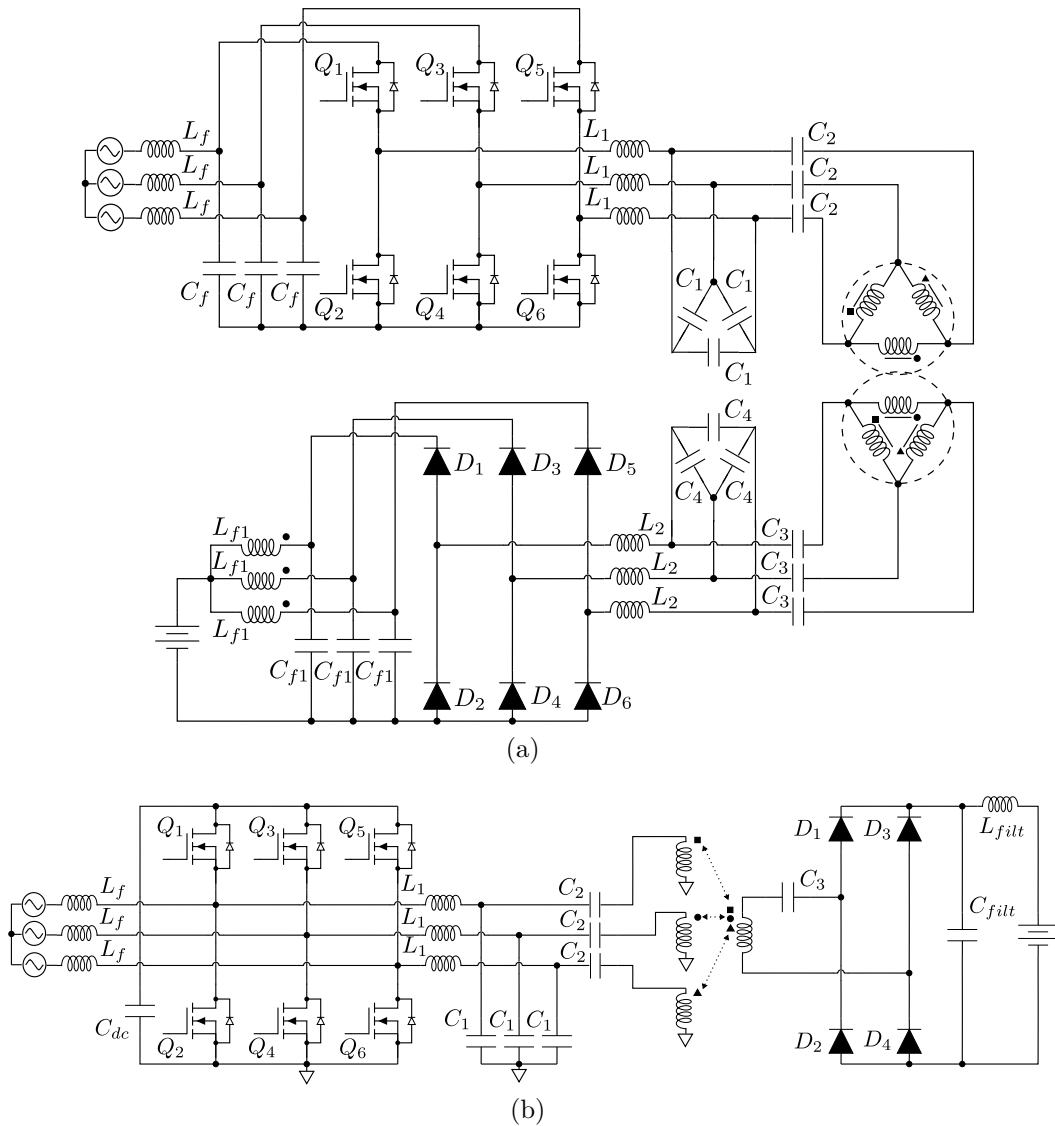 Q1 Q3 Q5
Lf L1 C2
Lf L1 C2
Lf L1 C2
Cf Cf Cf Q2 Q4 Q6 C1 C1
C1
C4
D1 D3 D5 C4 C4
Lf1 L2 C3
Lf1 L2 C3
Lf1 L2 C3
Cf1 Cf1 Cf1 D2 D4 D6
(a)
Q1 Q3 Q5 D1 D3 Lfilt
Lf L1 C2 C3
Lf L1 C2 Cfilt
Lf L1 C2
Cdc Q2 Q4 Q6 C1 C1 C1 D2 D4
(b)